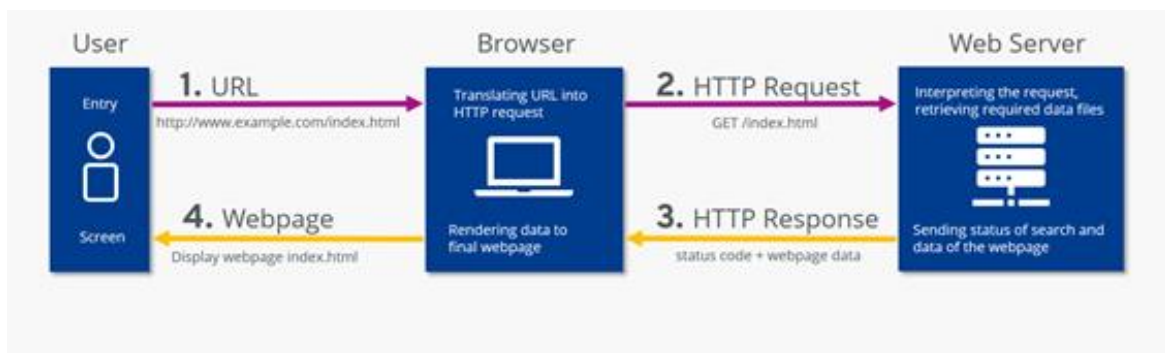 User
Browser
Web Server
Entry
1. URL
http://www.example.com/index.html
Translating URL into
HTTP request
2. HTTP Request
GET /index.html
Interpreting the request,
retrieving required data files
Screen
4. Webpage
Display webpage index.html
Rendering data to
final webpage
3. HTTP Response
status code + webpage data
Sending status of search and
data of the webpage